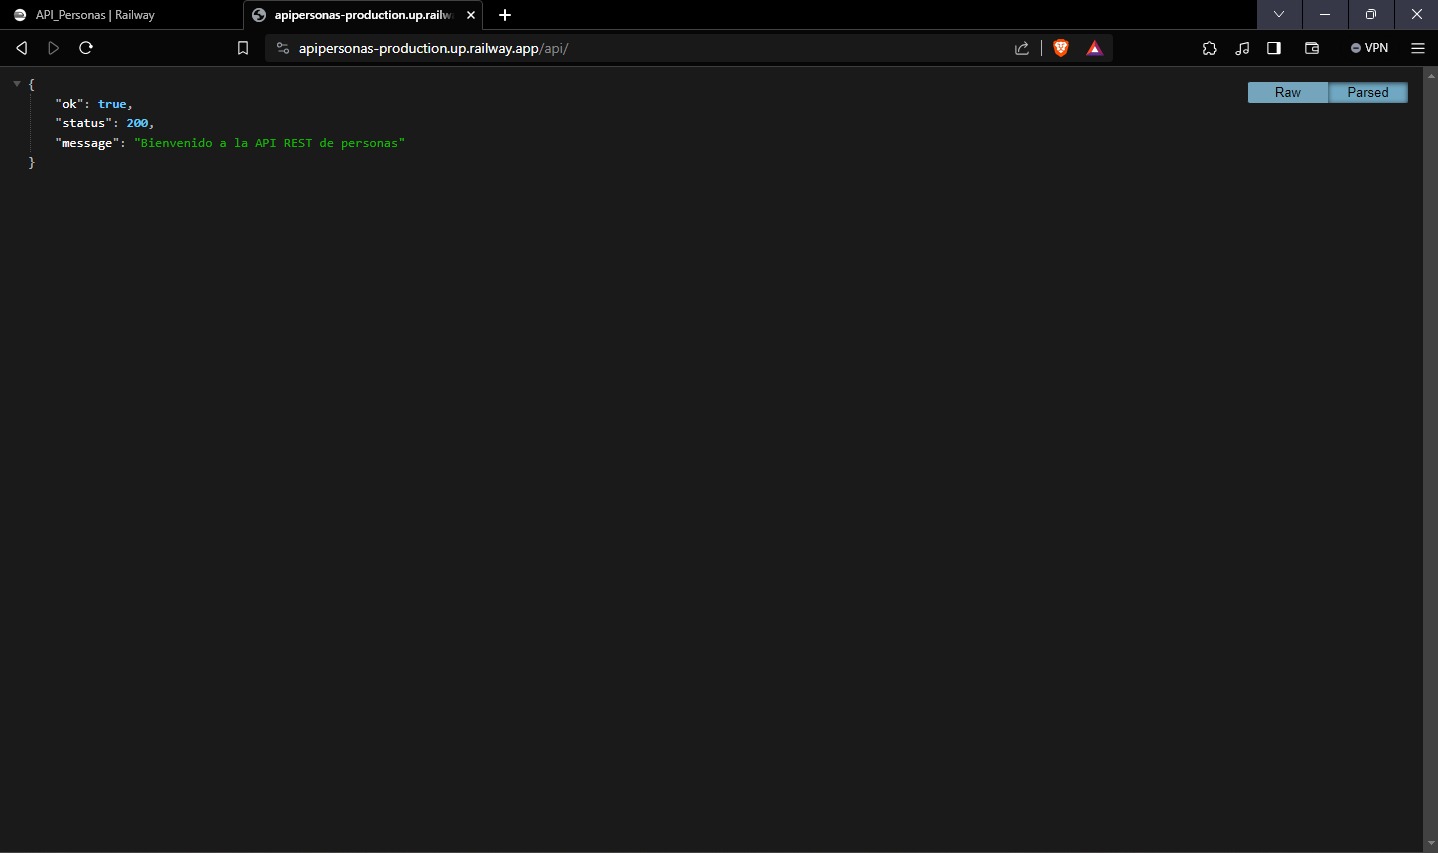 API_Personas | Railway
apipersonas-production.up.railw
apipersonas-production.up.railway.app/api/
VPN
Raw
Parsed
{
"ok": true,
"status": 200,
"message": "Bienvenido a la API REST de personas"
}